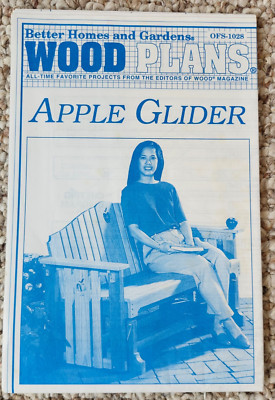 Better Homes and Gardens® OFS-1028
WOOD PLANS®
ALL-TIME FAVORITE PROJECTS FROM THE EDITORS OF WOOD® MAGAZINE
APPLE GLIDER